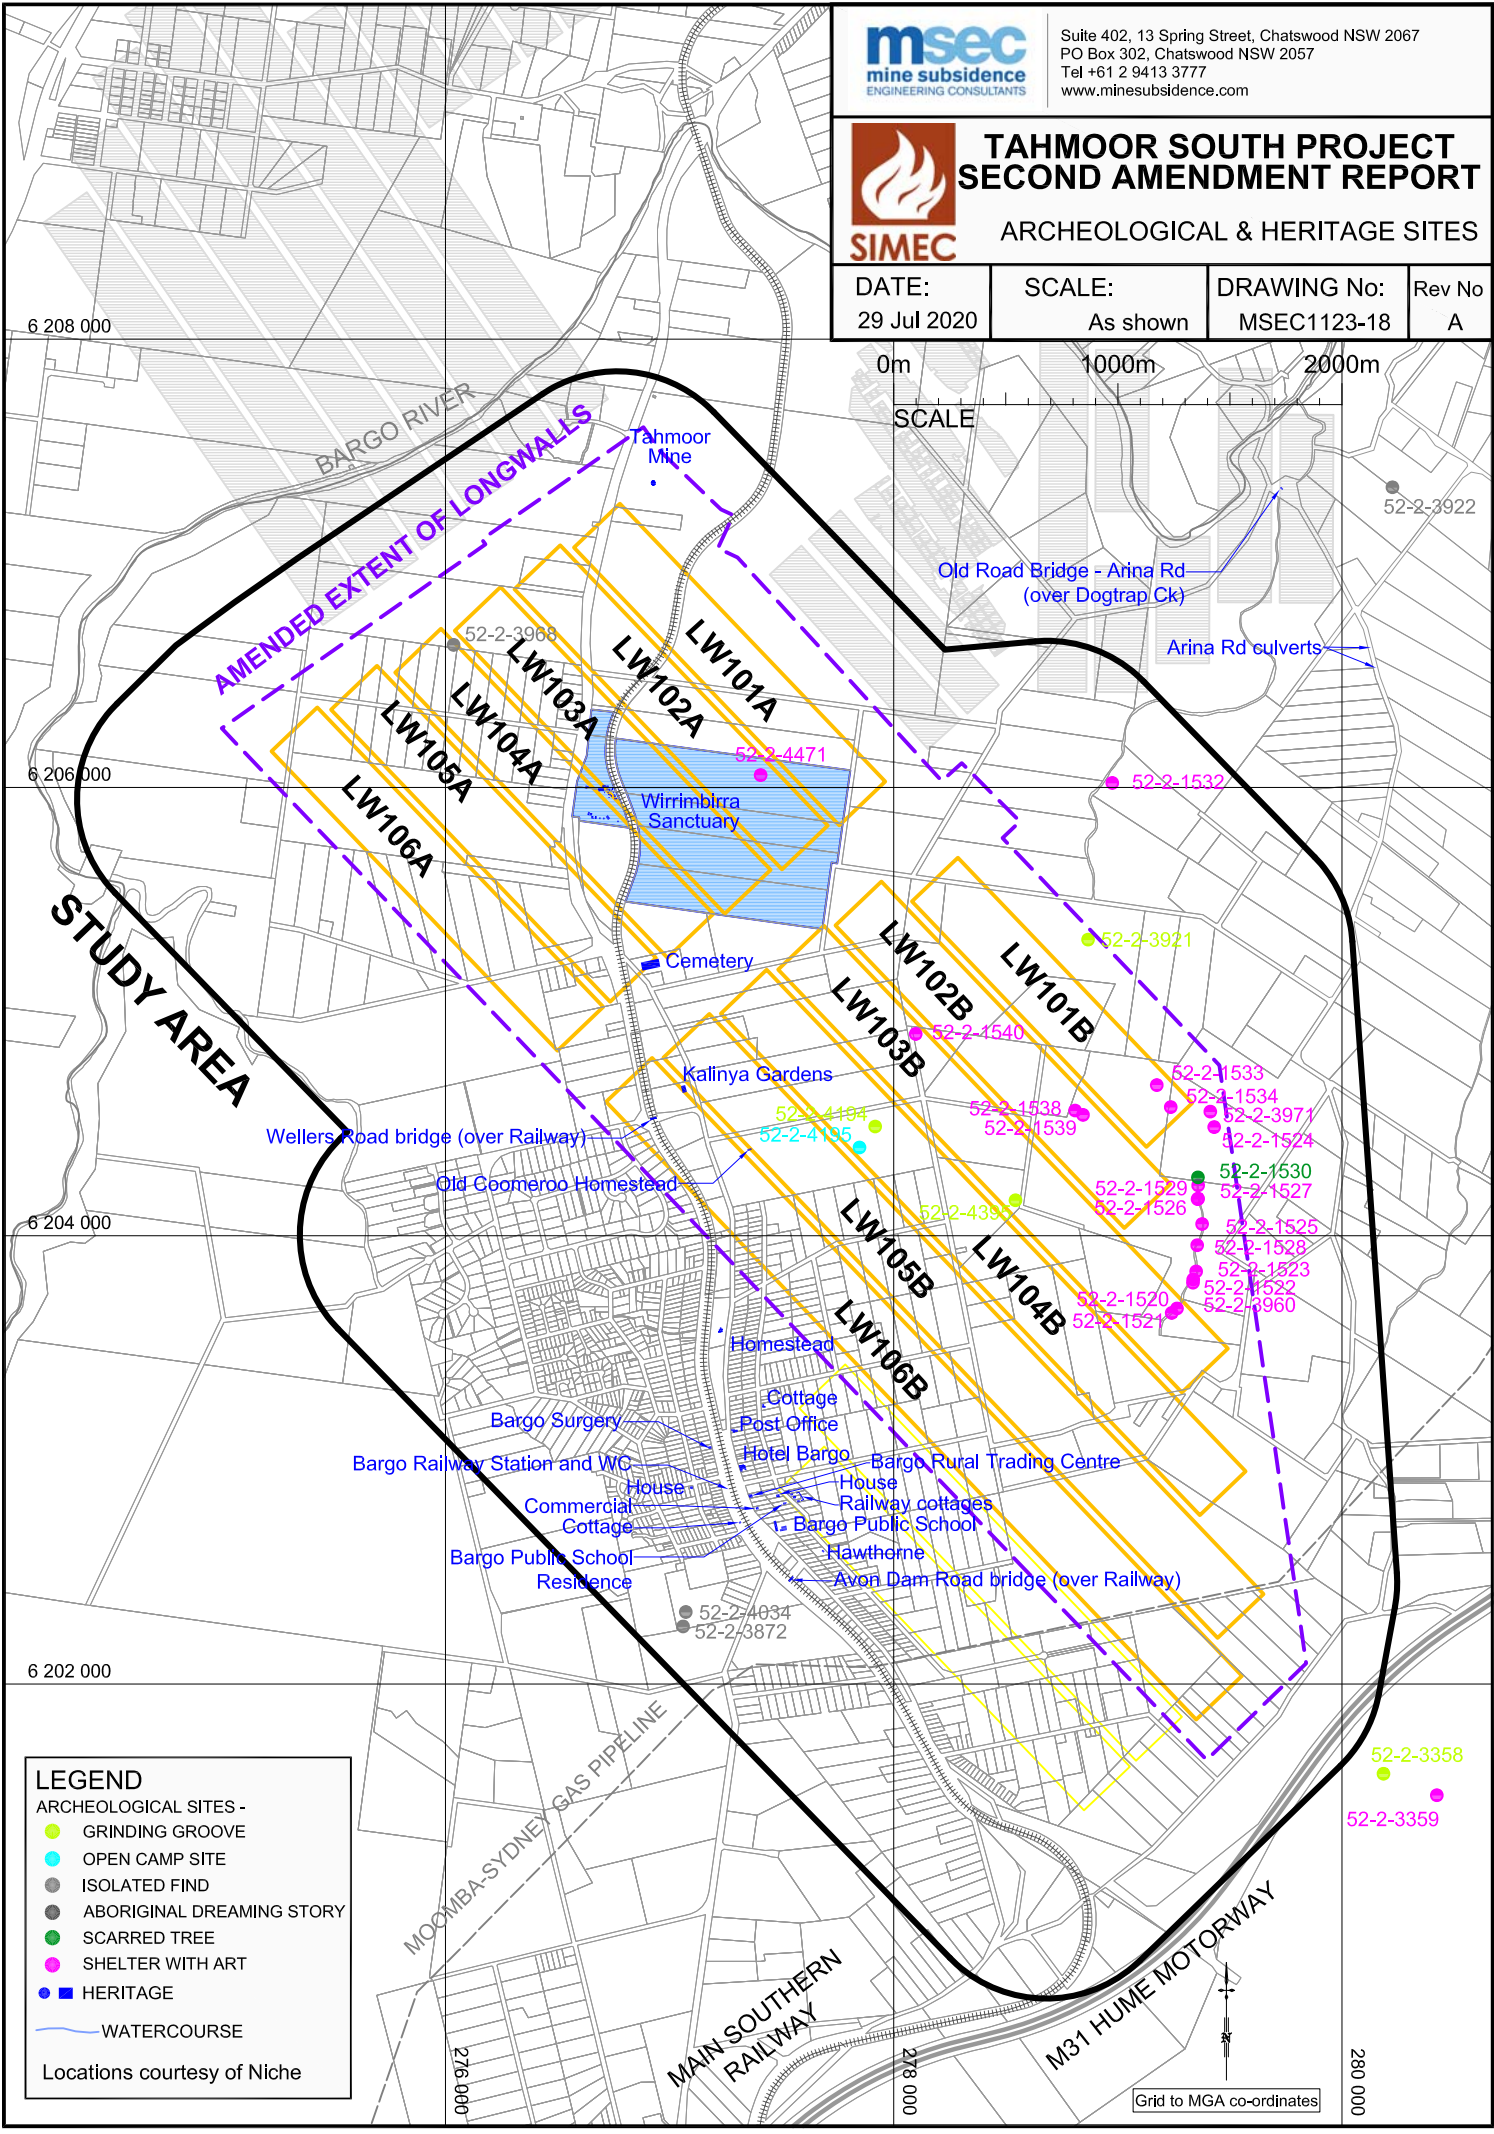 msec
mine subsidence
ENGINEERING CONSULTANTS
Suite 402, 13 Spring Street, Chatswood NSW 2067
PO Box 302, Chatswood NSW 2057
Tel +61 2 9413 3777
www.minesubsidence.com
SIMEC
TAHMOOR SOUTH PROJECT
SECOND AMENDMENT REPORT
ARCHEOLOGICAL & HERITAGE SITES
DATE:
29 Jul 2020
SCALE:
As shown
DRAWING No:
MSEC1123-18
Rev No
A
6 208 000
0m
1000m
2000m
SCALE
BARGO RIVER
AMENDED EXTENT OF LONGWALLS
Tahmoor
Mine
52-2-3922
Old Road Bridge - Arina Rd
(over Dogtrap Ck)
Arina Rd culverts
52-2-3968
LW101A
LW102A
LW103A
LW104A
LW105A
LW106A
52-2-4471
6 206 000
52-2-1532
Wirrimbirra
Sanctuary
STUDY AREA
Cemetery
52-2-3921
LW101B
LW102B
LW103B
52-2-1540
Kalinya Gardens
52-2-1533
52-2-1534
52-2-3971
52-2-1524
52-2-1538
52-2-1539
52-2-4194
52-2-4195
Wellers Road bridge (over Railway)
Old Coomeroo Homestead
52-2-1530
52-2-1529
52-2-1527
52-2-1526
52-2-4395
6 204 000
52-2-1525
52-2-1528
52-2-1523
52-2-1522
52-2-1520
52-2-3960
52-2-1521
LW105B
LW104B
LW106B
Homestead
Cottage
Post Office
Bargo Surgery
Hotel Bargo
Bargo Railway Station and WC
Bargo Rural Trading Centre
House
House
Commercial
Cottage
Railway cottages
Bargo Public School
Bargo Public School
Residence
Hawthorne
Avon Dam Road bridge (over Railway)
52-2-4034
52-2-3872
6 202 000
MOOMBA-SYDNEY GAS PIPELINE
52-2-3358
52-2-3359
LEGEND
ARCHEOLOGICAL SITES -
GRINDING GROOVE
OPEN CAMP SITE
ISOLATED FIND
ABORIGINAL DREAMING STORY
SCARRED TREE
SHELTER WITH ART
HERITAGE
WATERCOURSE
Locations courtesy of Niche
276 000
MAIN SOUTHERN
RAILWAY
278 000
M31 HUME MOTORWAY
N
280 000
Grid to MGA co-ordinates